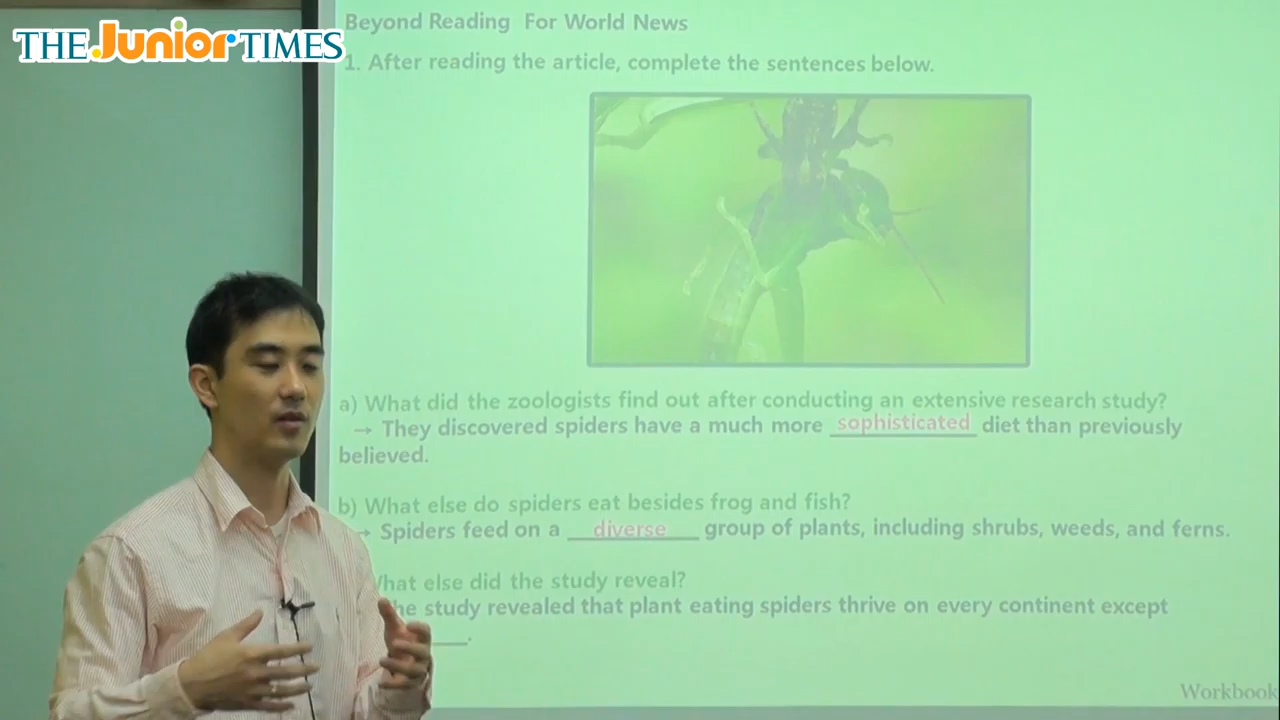 THE Junior TIMES
Beyond Reading For World News
1. After reading the article, complete the sentences below.
a) What did the zoologists find out after conducting an extensive research study?
→ They discovered spiders have a much more sophisticated diet than previously
believed.
b) What else do spiders eat besides frog and fish?
→ Spiders feed on a diverse group of plants, including shrubs, weeds, and ferns.
What else did the study reveal?
he study revealed that plant eating spiders thrive on every continent except
Workbook